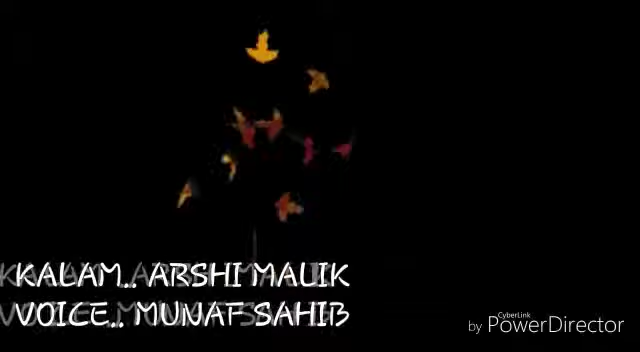 KALAM... ARSHI MALIK
VOICE... MUNAF SAHIB
CyberLink
by PowerDirector